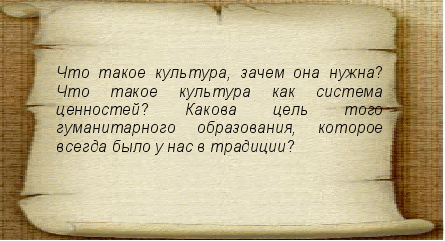 Что такое культура, зачем она нужна?
Что такое культура как система
ценностей? Какова цель того
гуманитарного образования, которое
всегда было у нас в традиции?